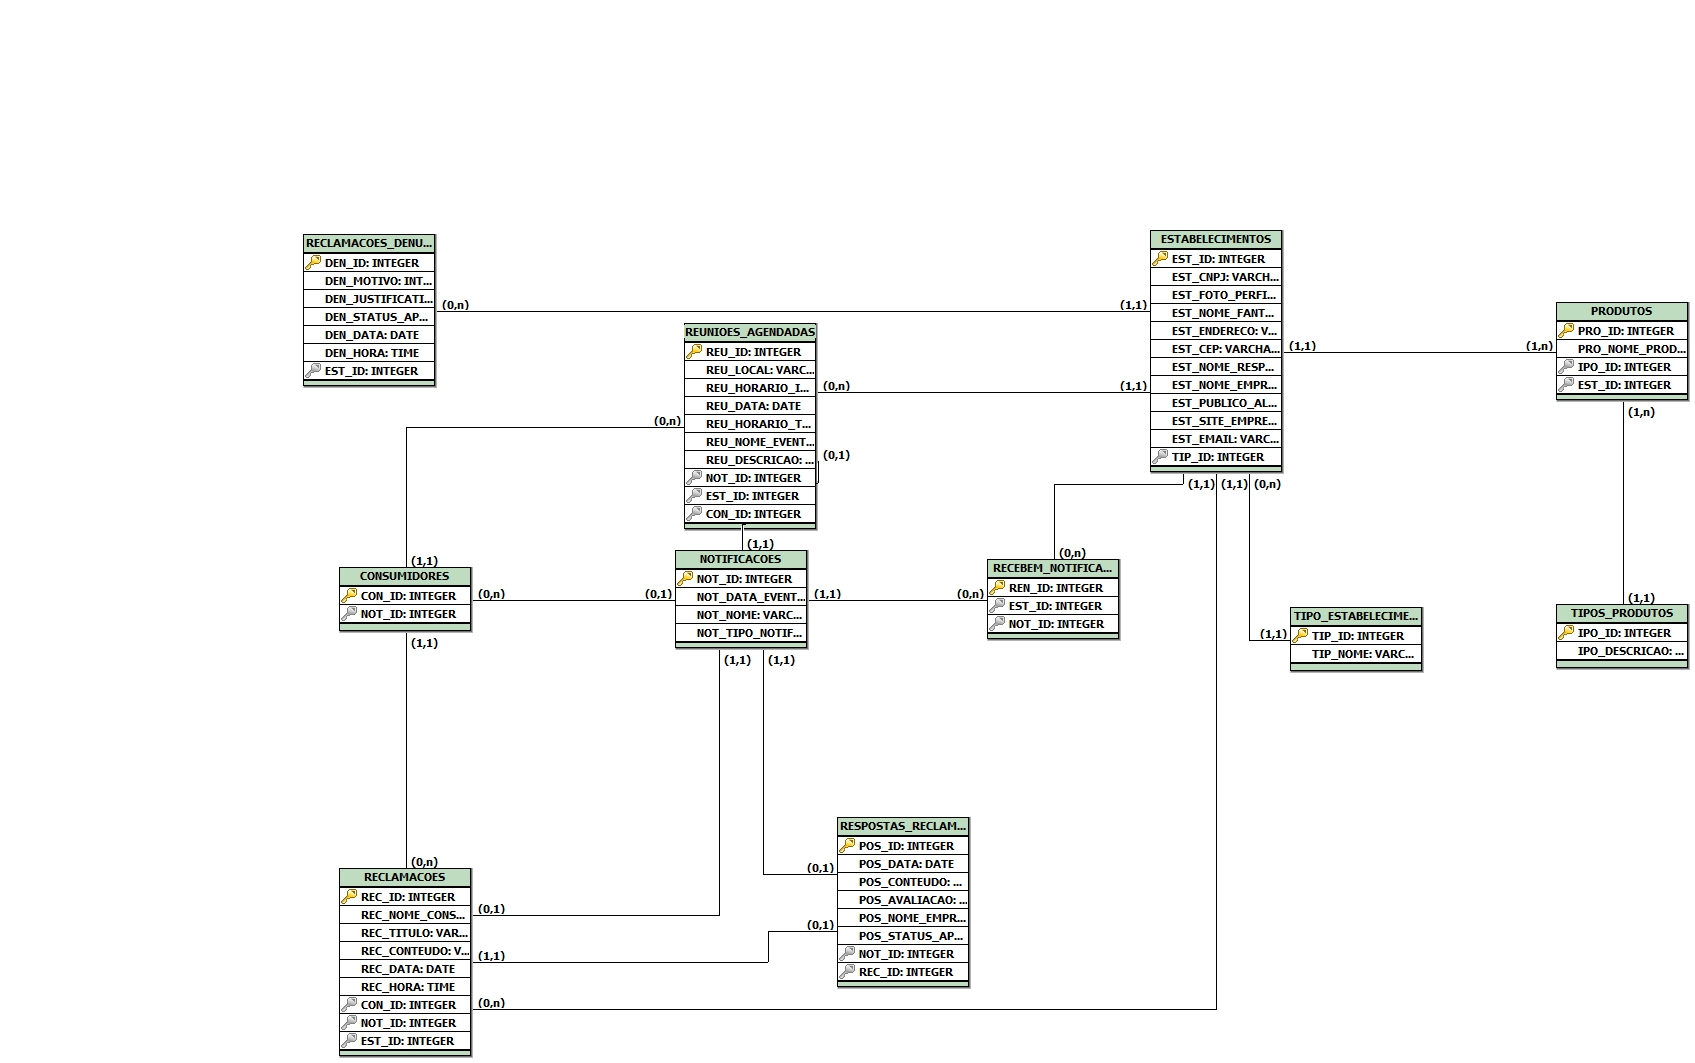 RECLAMACOES_DENU...
DEN_ID: INTEGER
DEN_MOTIVO: INT...
DEN_JUSTIFICATI...
DEN_STATUS_AP...
DEN_DATA: DATE
DEN_HORA: TIME
EST_ID: INTEGER
(0,n)
(1,1)
ESTABELECIMENTOS
EST_ID: INTEGER
EST_CNPJ: VARCH...
EST_FOTO_PERFI...
EST_NOME_FANT...
EST_ENDERECO: V...
EST_CEP: VARCHA...
EST_NOME_RESP...
EST_NOME_EMPR...
EST_PUBLICO_AL...
EST_SITE_EMPRE...
EST_EMAIL: VARC...
TIP_ID: INTEGER
(1,1)
(1,n)
PRODUTOS
PRO_ID: INTEGER
PRO_NOME_PROD...
IPO_ID: INTEGER
EST_ID: INTEGER
(1,n)
REUNIOES_AGENDADAS
REU_ID: INTEGER
REU_LOCAL: VARC...
REU_HORARIO_I...
REU_DATA: DATE
REU_HORARIO_T...
REU_NOME_EVENT...
REU_DESCRICAO: ...
NOT_ID: INTEGER
EST_ID: INTEGER
CON_ID: INTEGER
(0,n)
(1,1)
(0,n)
(0,1)
(1,1) (1,1) (0,n)
(1,1)
(1,1)
CONSUMIDORES
CON_ID: INTEGER
NOT_ID: INTEGER
(0,n)
(0,1)
(1,1)
NOTIFICACOES
NOT_ID: INTEGER
NOT_DATA_EVENT...
NOT_NOME: VARC...
NOT_TIPO_NOTIF...
(1,1)
(0,n)
(1,1) (1,1)
(0,n)
RECEBEM_NOTIFICA...
REN_ID: INTEGER
EST_ID: INTEGER
NOT_ID: INTEGER
(1,1)
TIPO_ESTABELECIME...
TIP_ID: INTEGER
TIP_NOME: VARC...
(1,1)
TIPOS_PRODUTOS
IPO_ID: INTEGER
IPO_DESCRICAO: ...
RESPOSTAS_RECLAM...
POS_ID: INTEGER
POS_DATA: DATE
POS_CONTEUDO: ...
POS_AVALIACAO: ...
POS_NOME_EMPR...
POS_STATUS_AP...
NOT_ID: INTEGER
REC_ID: INTEGER
(0,1)
(0,1)
(0,n)
RECLAMACOES
REC_ID: INTEGER
REC_NOME_CONS...
REC_TITULO: VAR...
REC_CONTEUDO: V...
REC_DATA: DATE
REC_HORA: TIME
CON_ID: INTEGER
NOT_ID: INTEGER
EST_ID: INTEGER
(0,1)
(1,1)
(0,n)